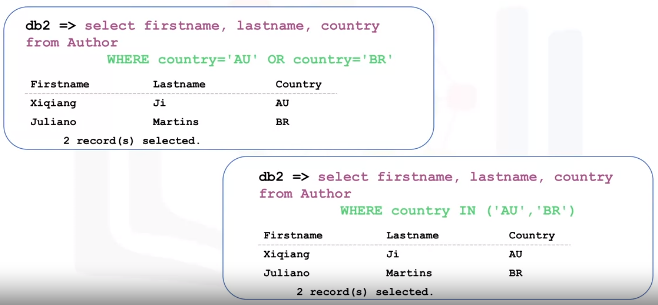 db2 => select firstname, lastname, country
from Author
WHERE country='AU' OR country='BR'
Firstname Lastname Country
Xiqiang Ji AU
Juliano Martins BR
2 record(s) selected.
db2 => select firstname, lastname, country
from Author
WHERE country IN ('AU','BR')
Firstname Lastname Country
Xiqiang Ji AU
Juliano Martins BR
2 record(s) selected.